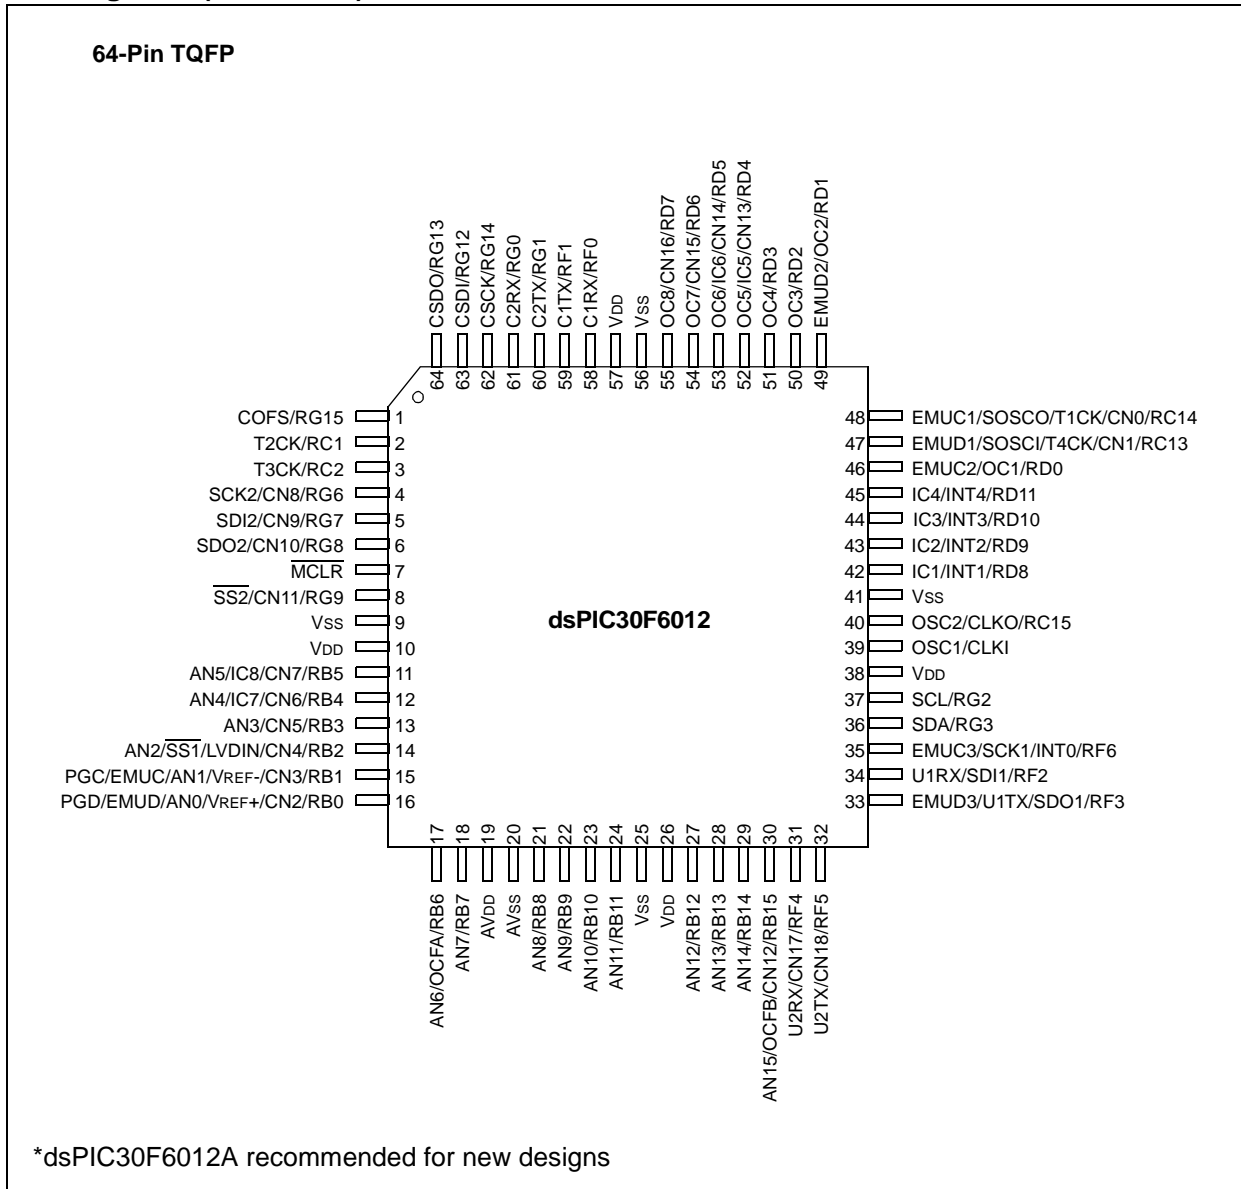 64-Pin TQFP
CSDO/RG13
CSDI/RG12
CSCK/RG14
C2RX/RG0
C2TX/RG1
C1TX/RF1
C1RX/RF0
VDD
VSS
OC8/CN16/RD7
OC7/CN15/RD6
OC6/IC6/CN14/RD5
OC5/IC5/CN13/RD4
OC4/RD3
OC3/RD2
EMUD2/OC2/RD1
64
63
62
61
60
59
58
57
56
55
54
53
52
51
50
49
COFS/RG15 1
T2CK/RC1 2
T3CK/RC2 3
SCK2/CN8/RG6 4
SDI2/CN9/RG7 5
SDO2/CN10/RG8 6
MCLR 7
SS2/CN11/RG9 8
VSS 9
VDD 10
AN5/IC8/CN7/RB5 11
AN4/IC7/CN6/RB4 12
AN3/CN5/RB3 13
AN2/SS1/LVDIN/CN4/RB2 14
PGC/EMUC/AN1/VREF-/CN3/RB1 15
PGD/EMUD/AN0/VREF+/CN2/RB0 16
dsPIC30F6012
48 EMUC1/SOSCO/T1CK/CN0/RC14
47 EMUD1/SOSCI/T4CK/CN1/RC13
46 EMUC2/OC1/RD0
45 IC4/INT4/RD11
44 IC3/INT3/RD10
43 IC2/INT2/RD9
42 IC1/INT1/RD8
41 VSS
40 OSC2/CLKO/RC15
39 OSC1/CLKI
38 VDD
37 SCL/RG2
36 SDA/RG3
35 EMUC3/SCK1/INT0/RF6
34 U1RX/SDI1/RF2
33 EMUD3/U1TX/SDO1/RF3
17
18
19
20
21
22
23
24
25
26
27
28
29
30
31
32
AN6/OCFA/RB6
AN7/RB7
AVDD
AVSS
AN8/RB8
AN9/RB9
AN10/RB10
AN11/RB11
VSS
VDD
AN12/RB12
AN13/RB13
AN14/RB14
AN15/OCFB/CN12/RB15
U2RX/CN17/RF4
U2TX/CN18/RF5
*dsPIC30F6012A recommended for new designs